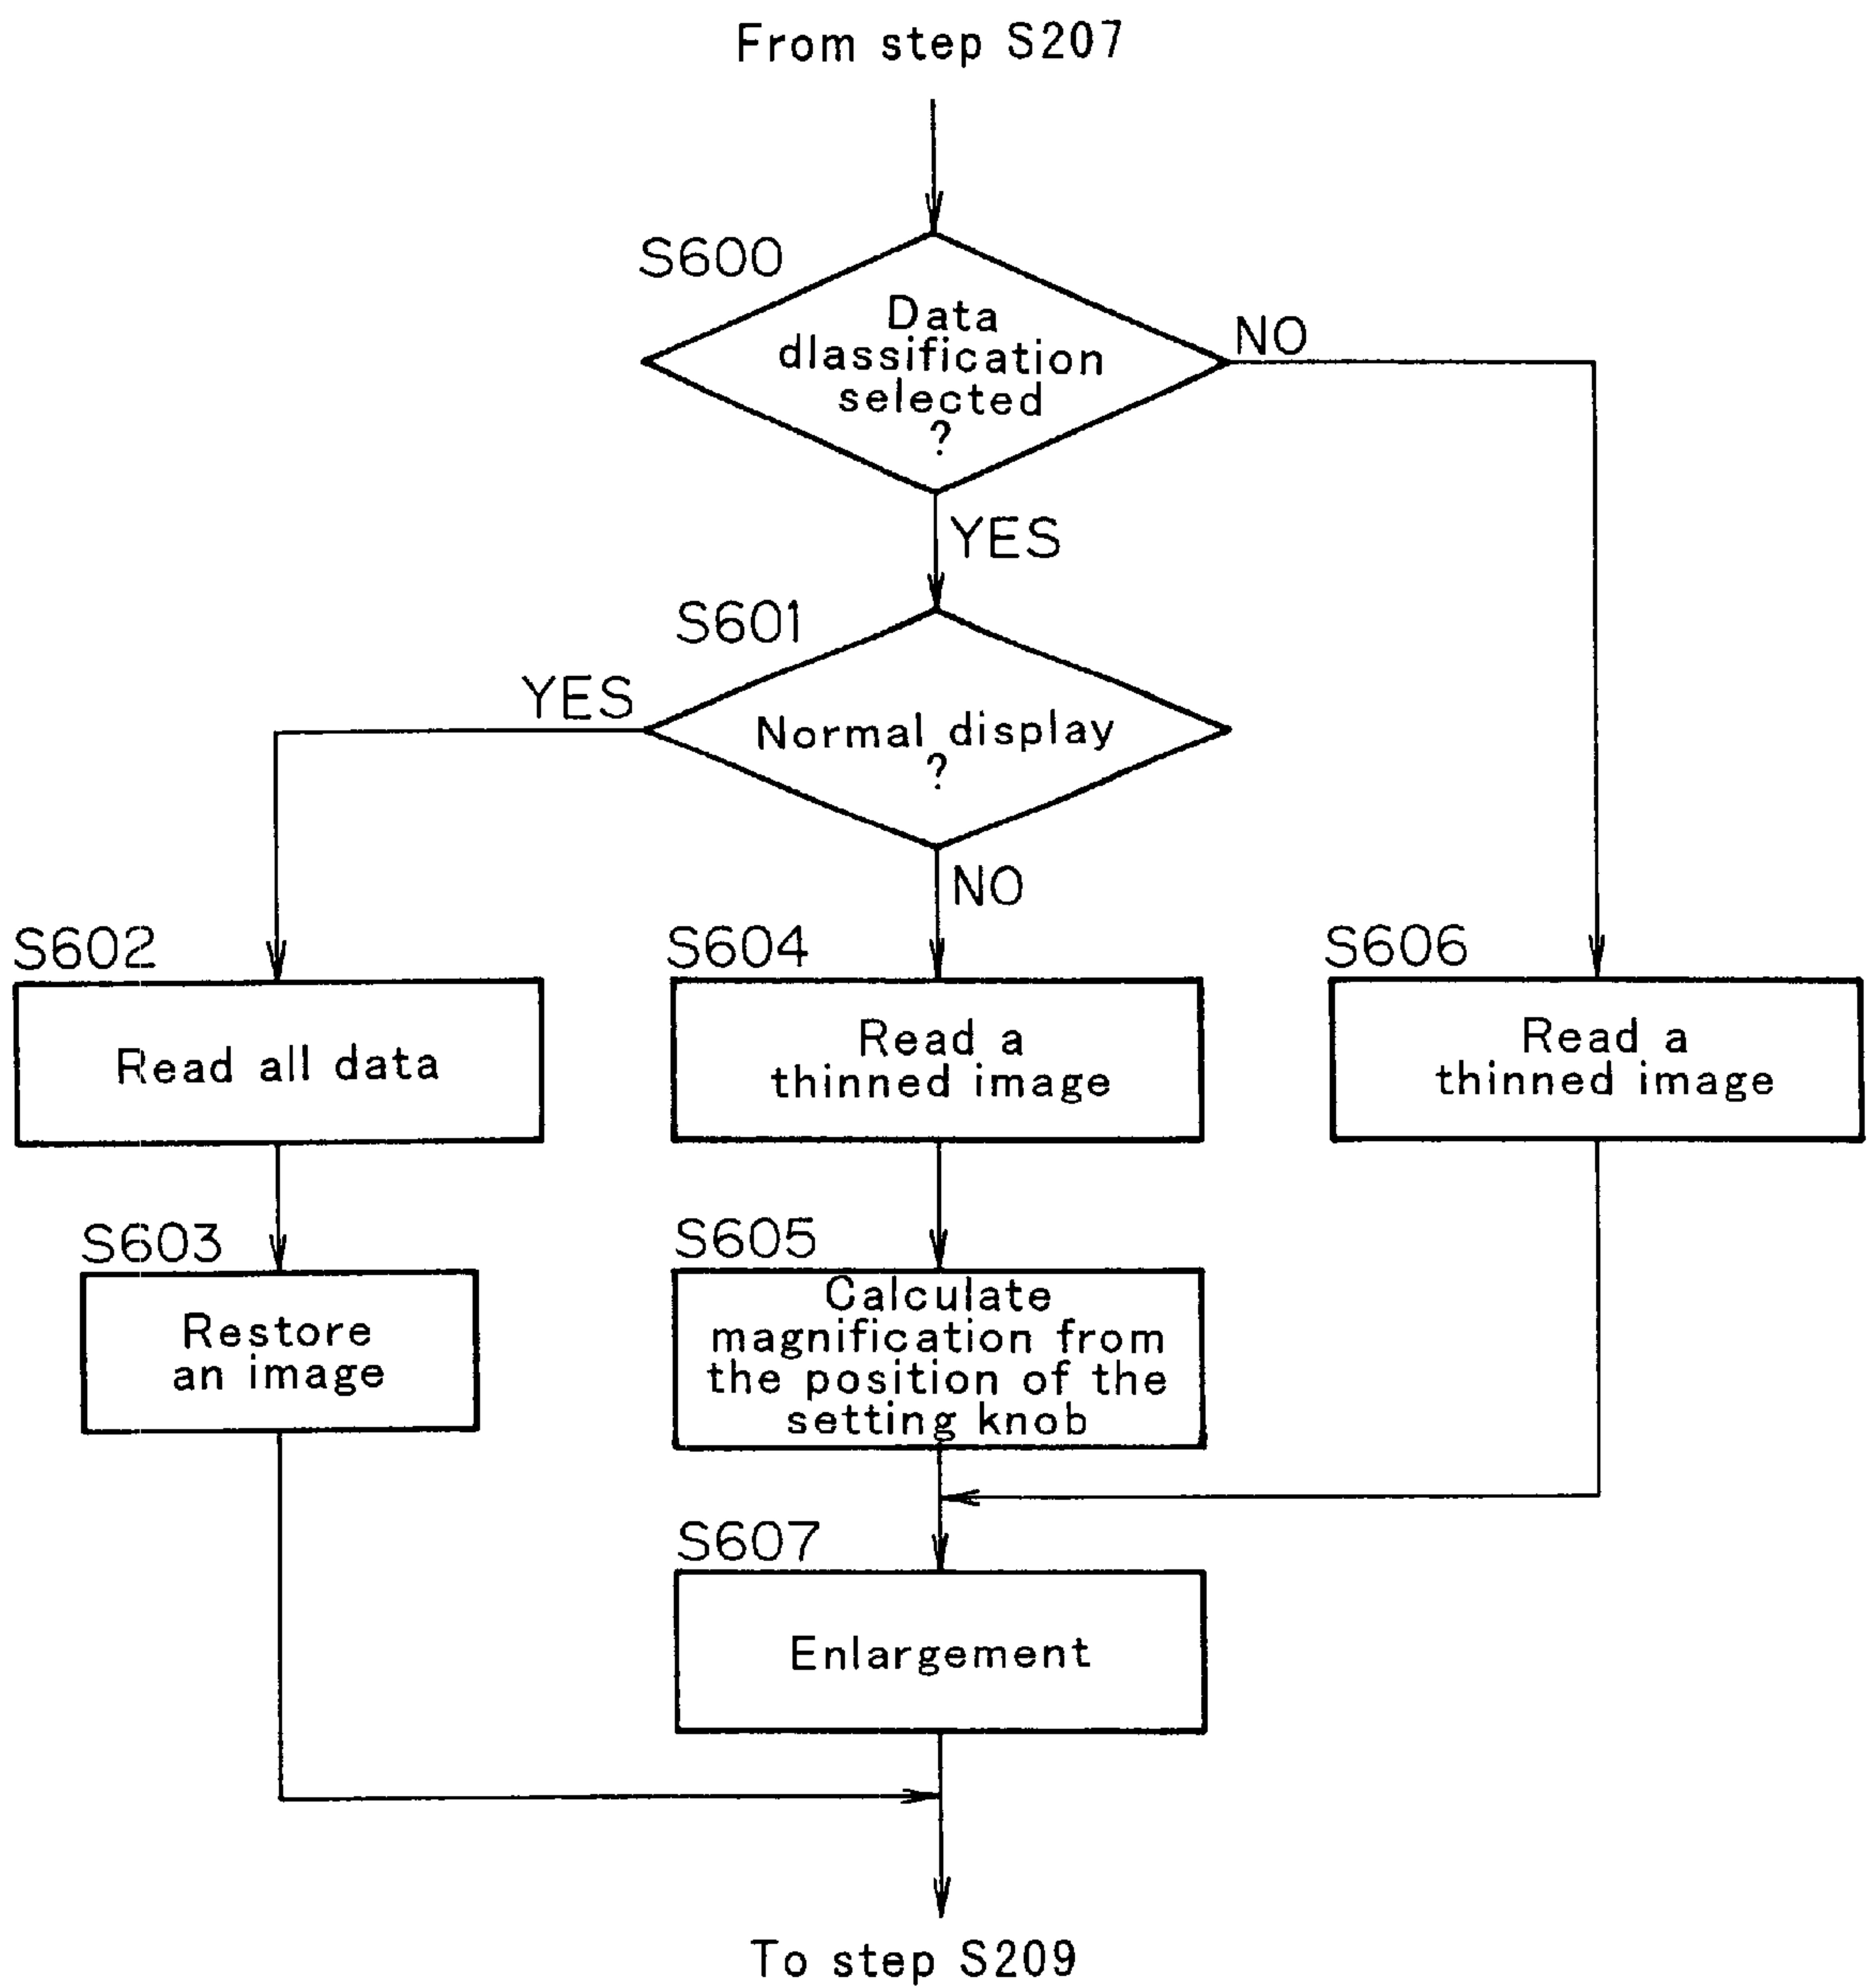 From step S207
S600
Data
dlassification
selected
?
NO
YES
S601
YES
Normal display
?
NO
S602
Read all data
S604
Read a
thinned image
S606
Read a
thinned image
S603
Restore
an image
S605
Calculate
magnification from
the position of the
setting knob
S607
Enlargement
To step S209